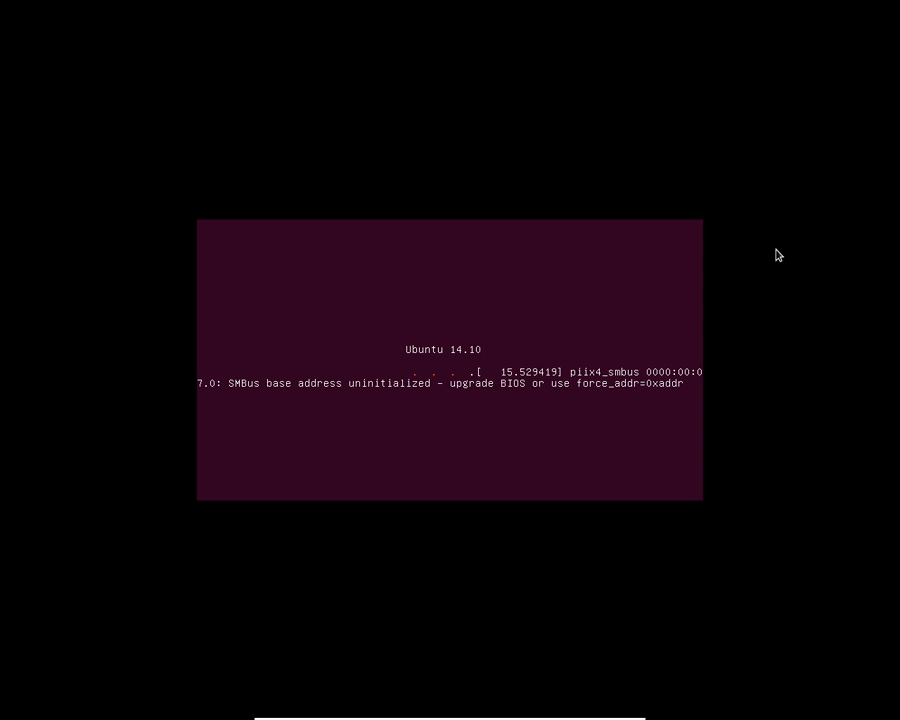 Ubuntu 14.10
. . . .[   15.529419] piix4_smbus 0000:00:0
7.0: SMBus base address uninitialized - upgrade BIOS or use force_addr=0xaddr